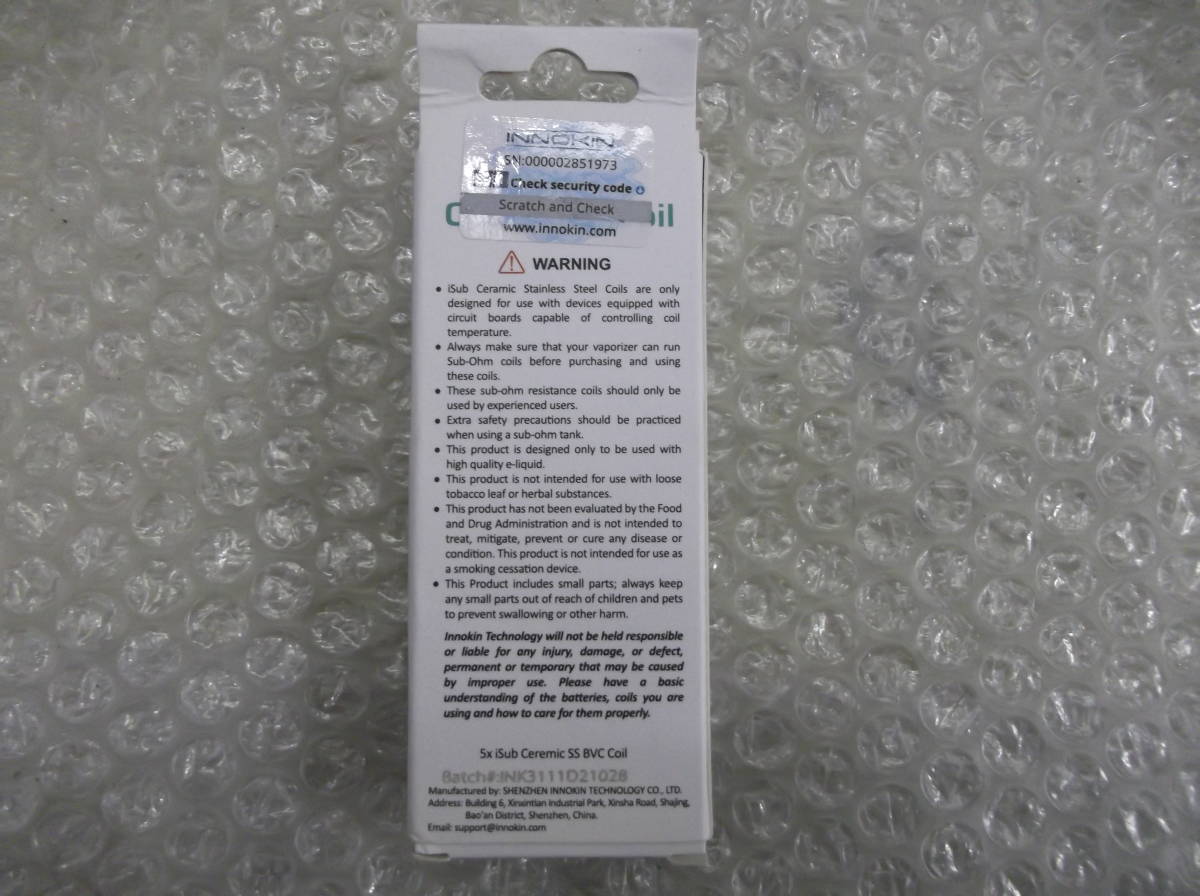 INNOKIN
SN:000002851973
Check security code
Scratch and Check
www.innokin.com
C oil
WARNING
• iSub Ceramic Stainless Steel Coils are only
designed for use with devices equipped with
circuit boards capable of controlling coil
temperature.
• Always make sure that your vaporizer can run
Sub-Ohm coils before purchasing and using
these coils.
• These sub-ohm resistance coils should only be
used by experienced users.
• Extra safety precautions should be practiced
when using a sub-ohm tank.
• This product is designed only to be used with
high quality e-liquid.
• This product is not intended for use with loose
tobacco leaf or herbal substances.
• This product has not been evaluated by the Food
and Drug Administration and is not intended to
treat, mitigate, prevent or cure any disease or
condition. This product is not intended for use as
a smoking cessation device.
• This Product includes small parts; always keep
any small parts out of reach of children and pets
to prevent swallowing or other harm.
Innokin Technology will not be held responsible
or liable for any injury, damage, or defect,
permanent or temporary that may be caused
by improper use. Please have a basic
understanding of the batteries, coils you are
using and how to care for them properly.
5x iSub Ceremic SS BVC Coil
Batch#:INK3111D21028
Manufactured by: SHENZHEN INNOKIN TECHNOLOGY CO., LTD.
Address: Building 6, Xinxintian Industrial Park, Xinsha Road, Shajing,
Bao'an District, Shenzhen, China.
Email: support@innokin.com